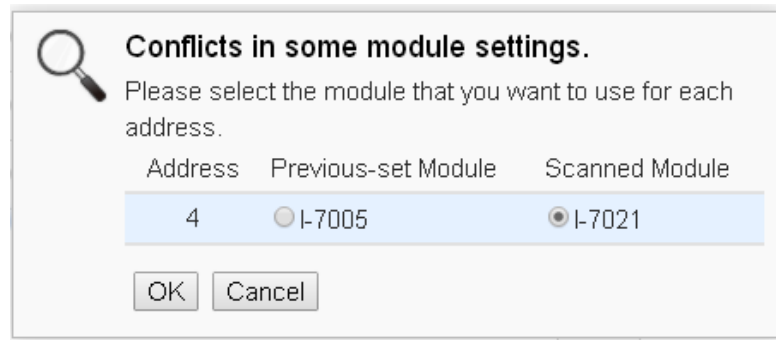 Conflicts in some module settings.
Please select the module that you want to use for each
address.
Address Previous-set Module Scanned Module
4 I-7005 I-7021
OK Cancel